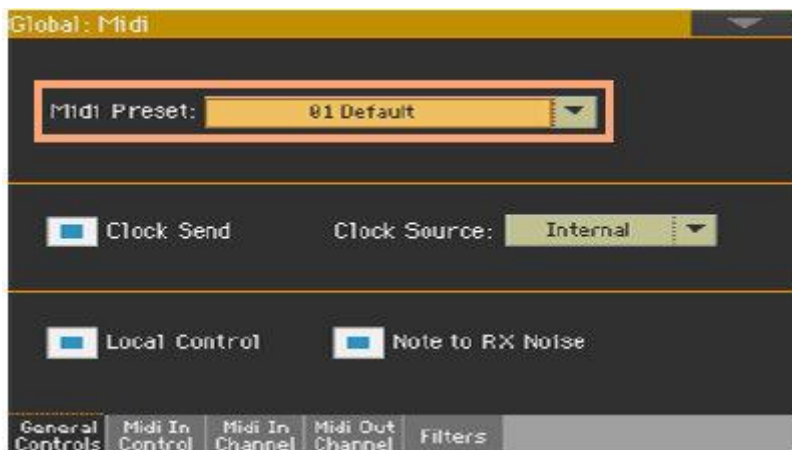 Global: Midi
Midi Preset: 01 Default
Clock Send Clock Source: Internal
Local Control Note to RX Noise
General Controls Midi In Control Midi In Channel Midi Out Channel Filters